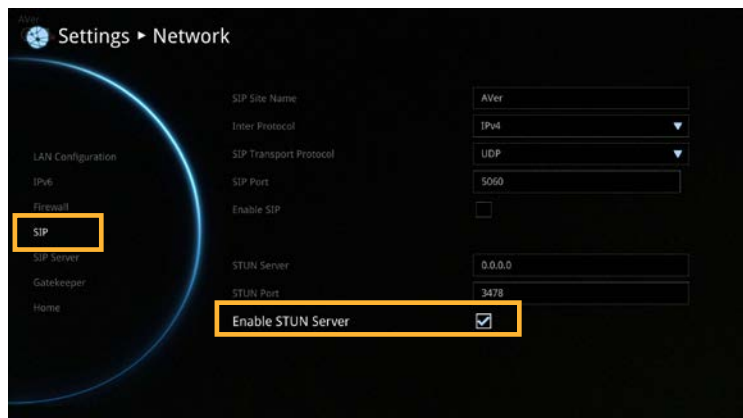 AVer
Settings ▸ Network
SIP Site Name AVer
Inter Protocol IPv4
LAN Configuration SIP Transport Protocol UDP
IPv6 SIP Port 5060
Firewall Enable SIP
SIP
SIP Server STUN Server 0.0.0.0
Gatekeeper STUN Port 3478
Home Enable STUN Server